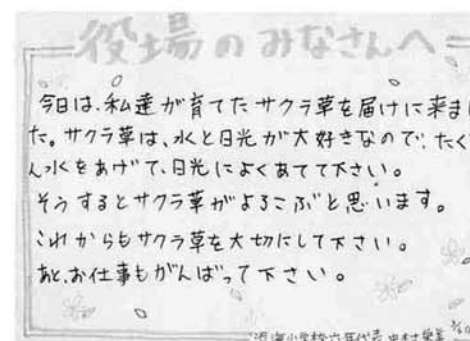 役場のみなさんへ
今日は、私達が育てたサクラ草を届けに来まし
た。サクラ草は、水と日光が大好きなので、たく
ん水をあげて、日光によくあてて下さい。
そうするとサクラ草がよろこぶと思います。
これからもサクラ草を大切にして下さい。
あと、お仕事もがんばって下さい。
小学校六年代表 中村